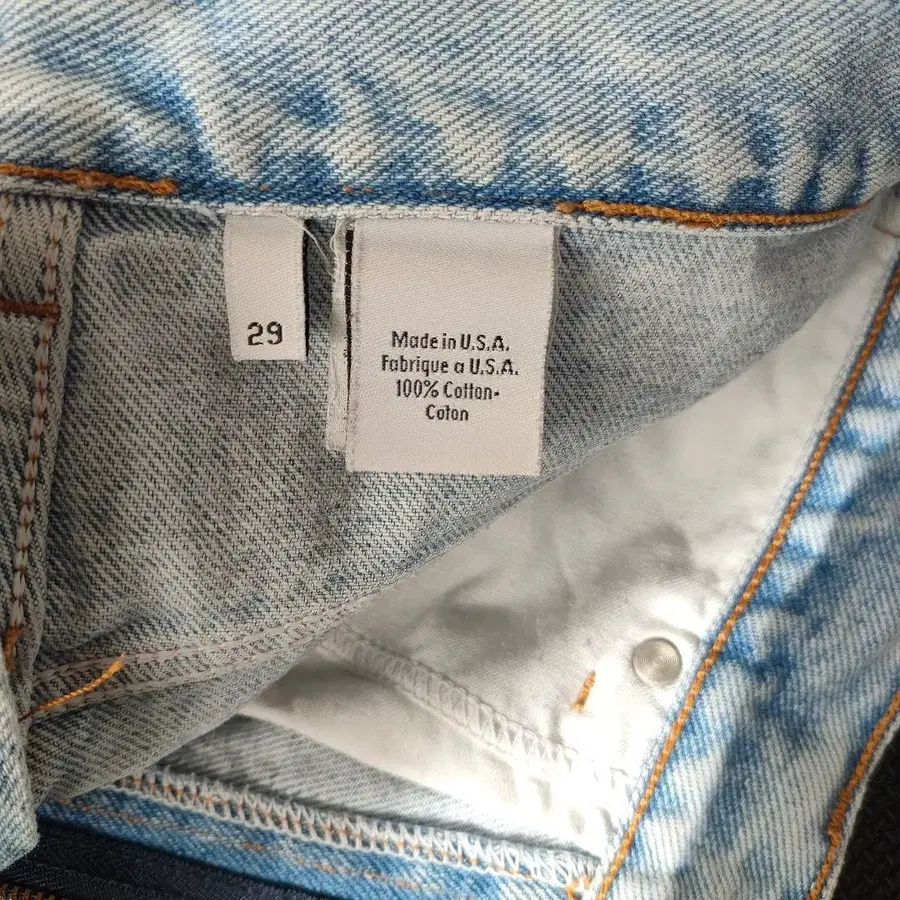 29
Made in U.S.A.
Fabrique a U.S.A.
100% Cotton-
Coton